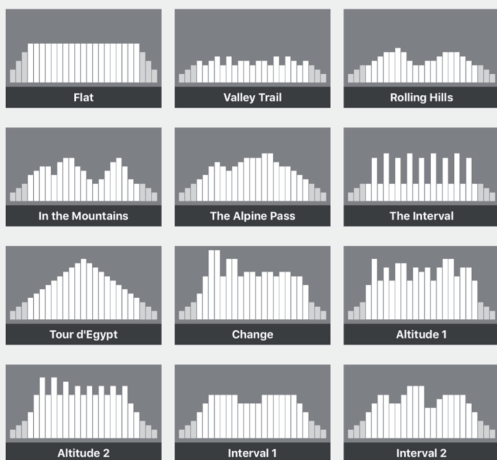 Flat
Valley Trail
Rolling Hills
In the Mountains
The Alpine Pass
The Interval
Tour d'Egypt
Change
Altitude 1
Altitude 2
Interval 1
Interval 2